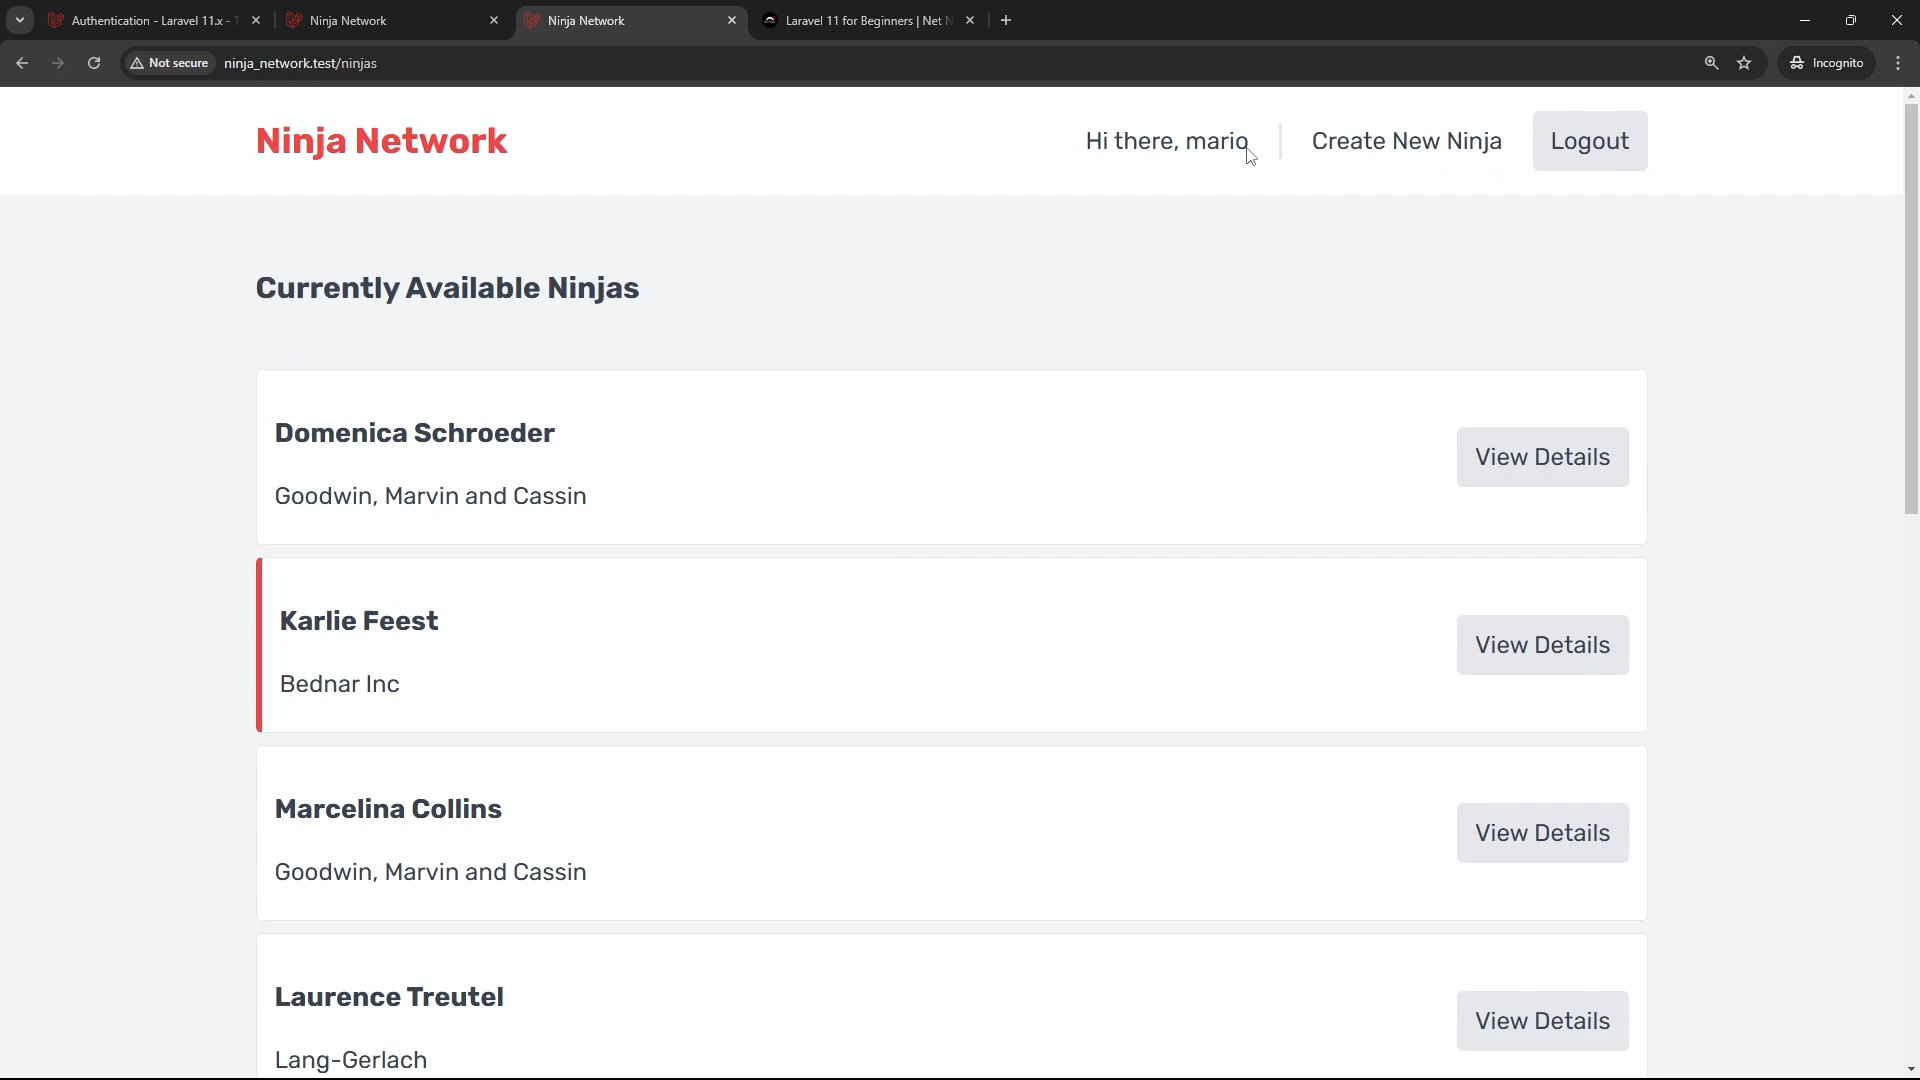 Authentication - Laravel 11.x -
Ninja Network
Ninja Network
Laravel 11 for Beginners | Net
Not secure
ninja_network.test/ninjas
Incognito
Ninja Network
Hi there, mario
Create New Ninja
Logout
Currently Available Ninjas
Domenica Schroeder
Goodwin, Marvin and Cassin
View Details
Karlie Feest
Bednar Inc
View Details
Marcelina Collins
Goodwin, Marvin and Cassin
View Details
Laurence Treutel
Lang-Gerlach
View Details